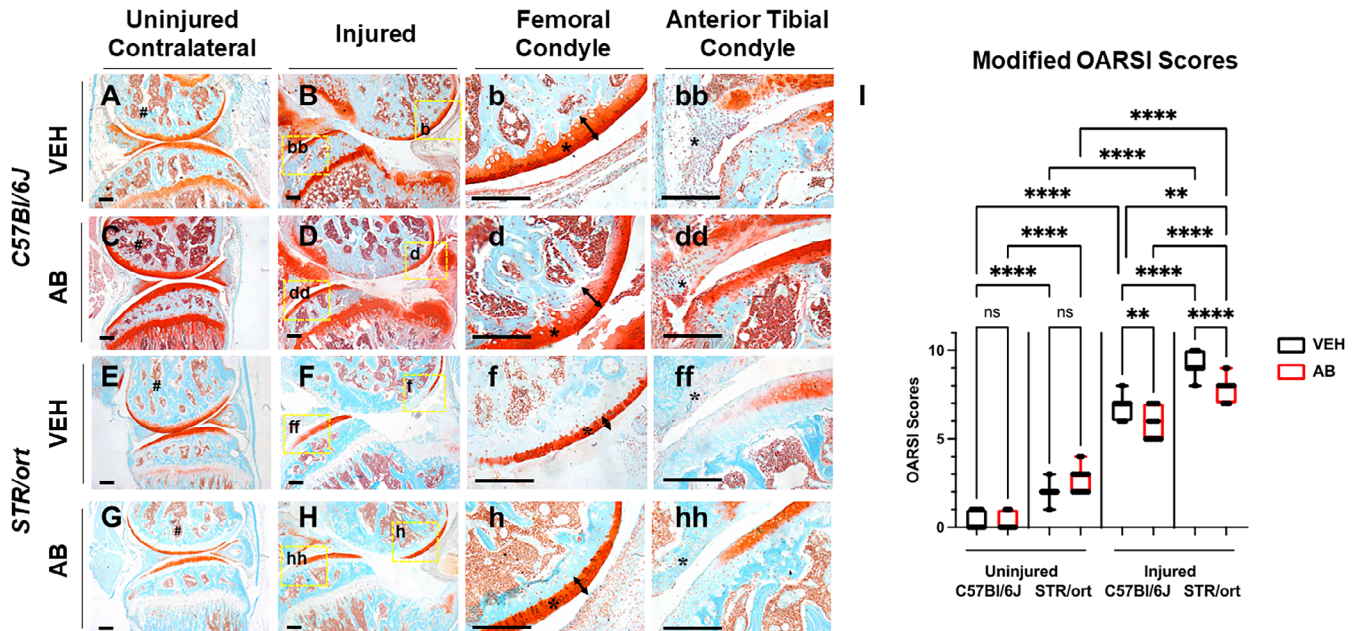 Uninjured
Contralateral
Injured
Femoral
Condyle
Anterior Tibial
Condyle
C57Bl/6J
VEH
A
#
B
b
bb
b
*
bb
*
AB
C
#
D
d
dd
d
*
dd
*
STR/ort
VEH
E
#
F
f
ff
f
*
ff
*
AB
G
#
H
h
hh
h
*
hh
*
I
Modified OARSI Scores
****
****
**** **
**** ****
**** ****
ns ns ** ****
VEH
AB
OARSI Scores
10
5
0
Uninjured Injured
C57Bl/6J STR/ort C57Bl/6J STR/ort